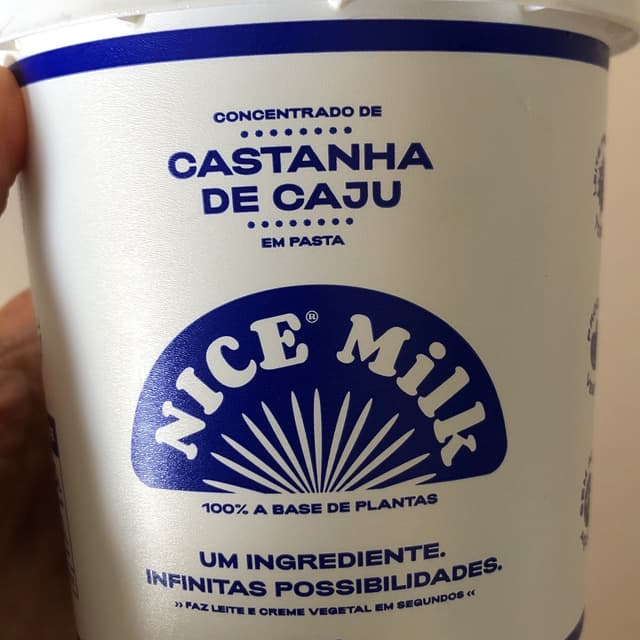 CONCENTRADO DE
CASTANHA
DE CAJU
EM PASTA
NICE® Milk
100% A BASE DE PLANTAS
UM INGREDIENTE.
INFINITAS POSSIBILIDADES.
>> FAZ LEITE E CREME VEGETAL EM SEGUNDOS <<